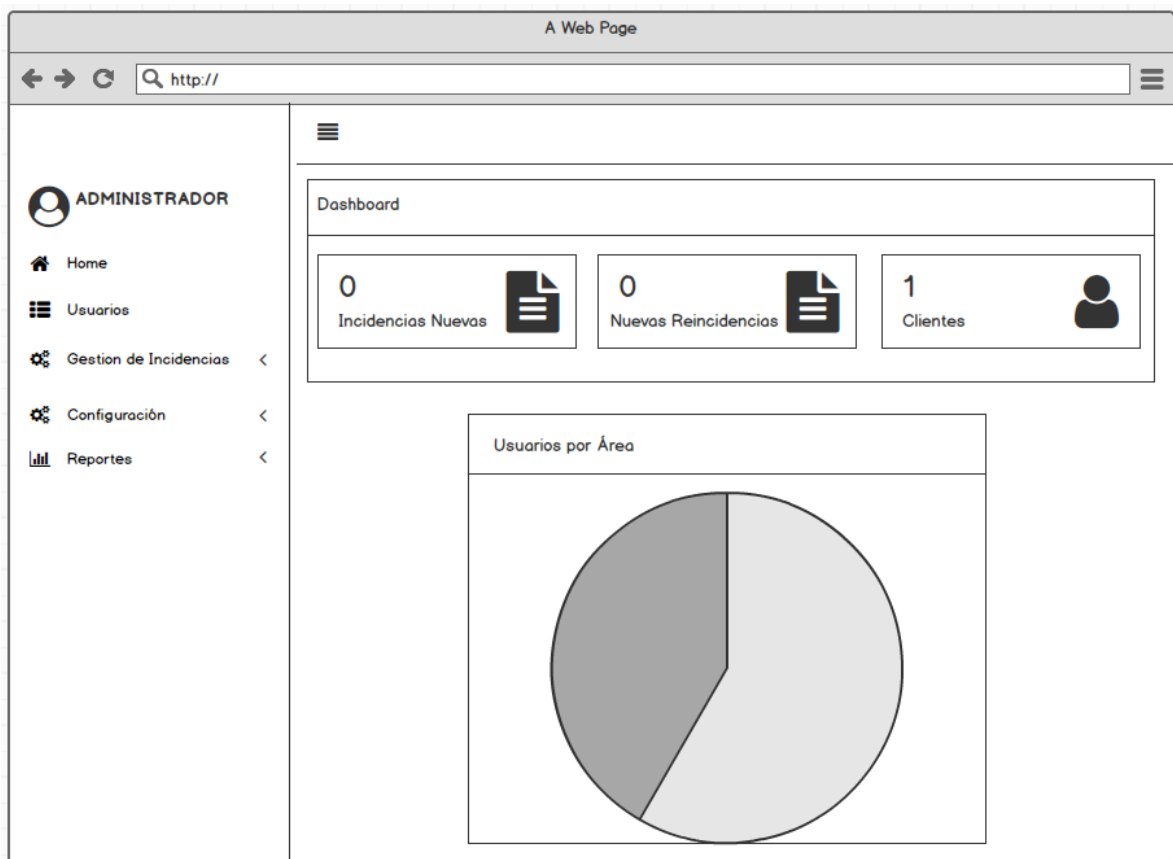 A Web Page
http://
ADMINISTRADOR
Home
Usuarios
Gestion de Incidencias
Configuración
Reportes
Dashboard
0
Incidencias Nuevas
0
Nuevas Reincidencias
1
Clientes
Usuarios por Área